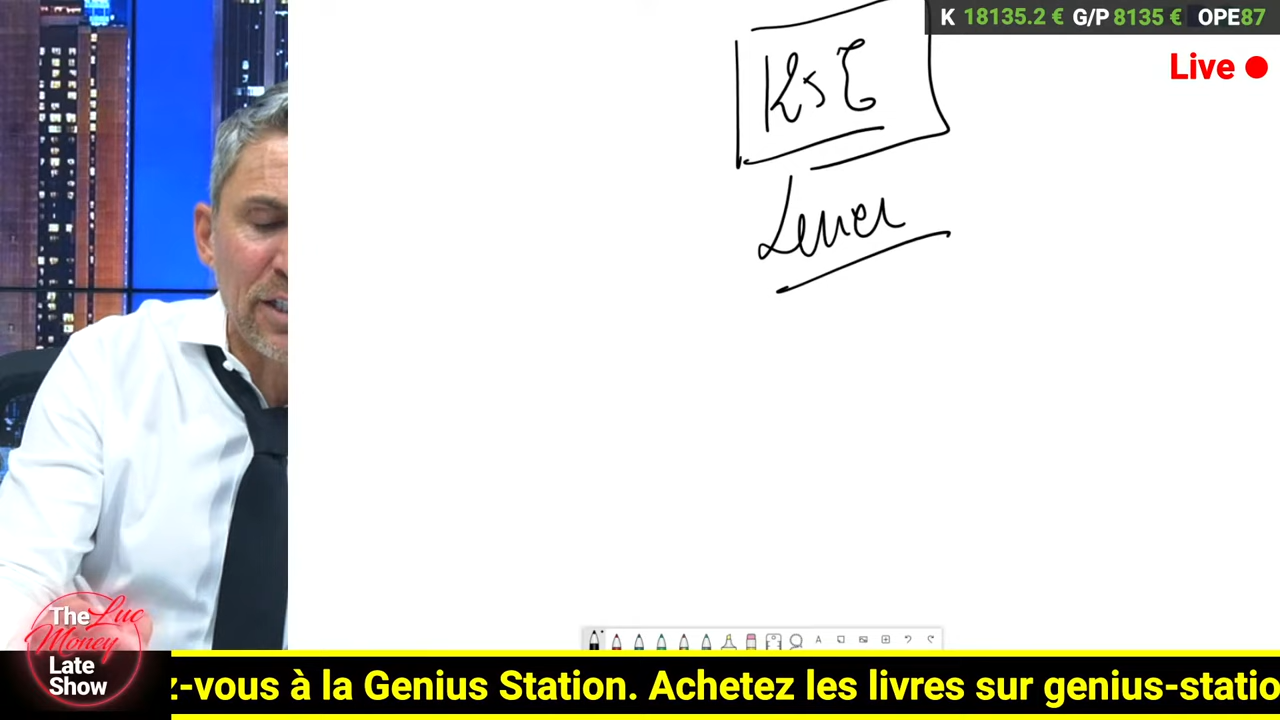 K 18135.2 € G/P 8135 € OPE87
Live
The Luc
Money
Late
Show
z-vous à la Genius Station. Achetez les livres sur genius-statio